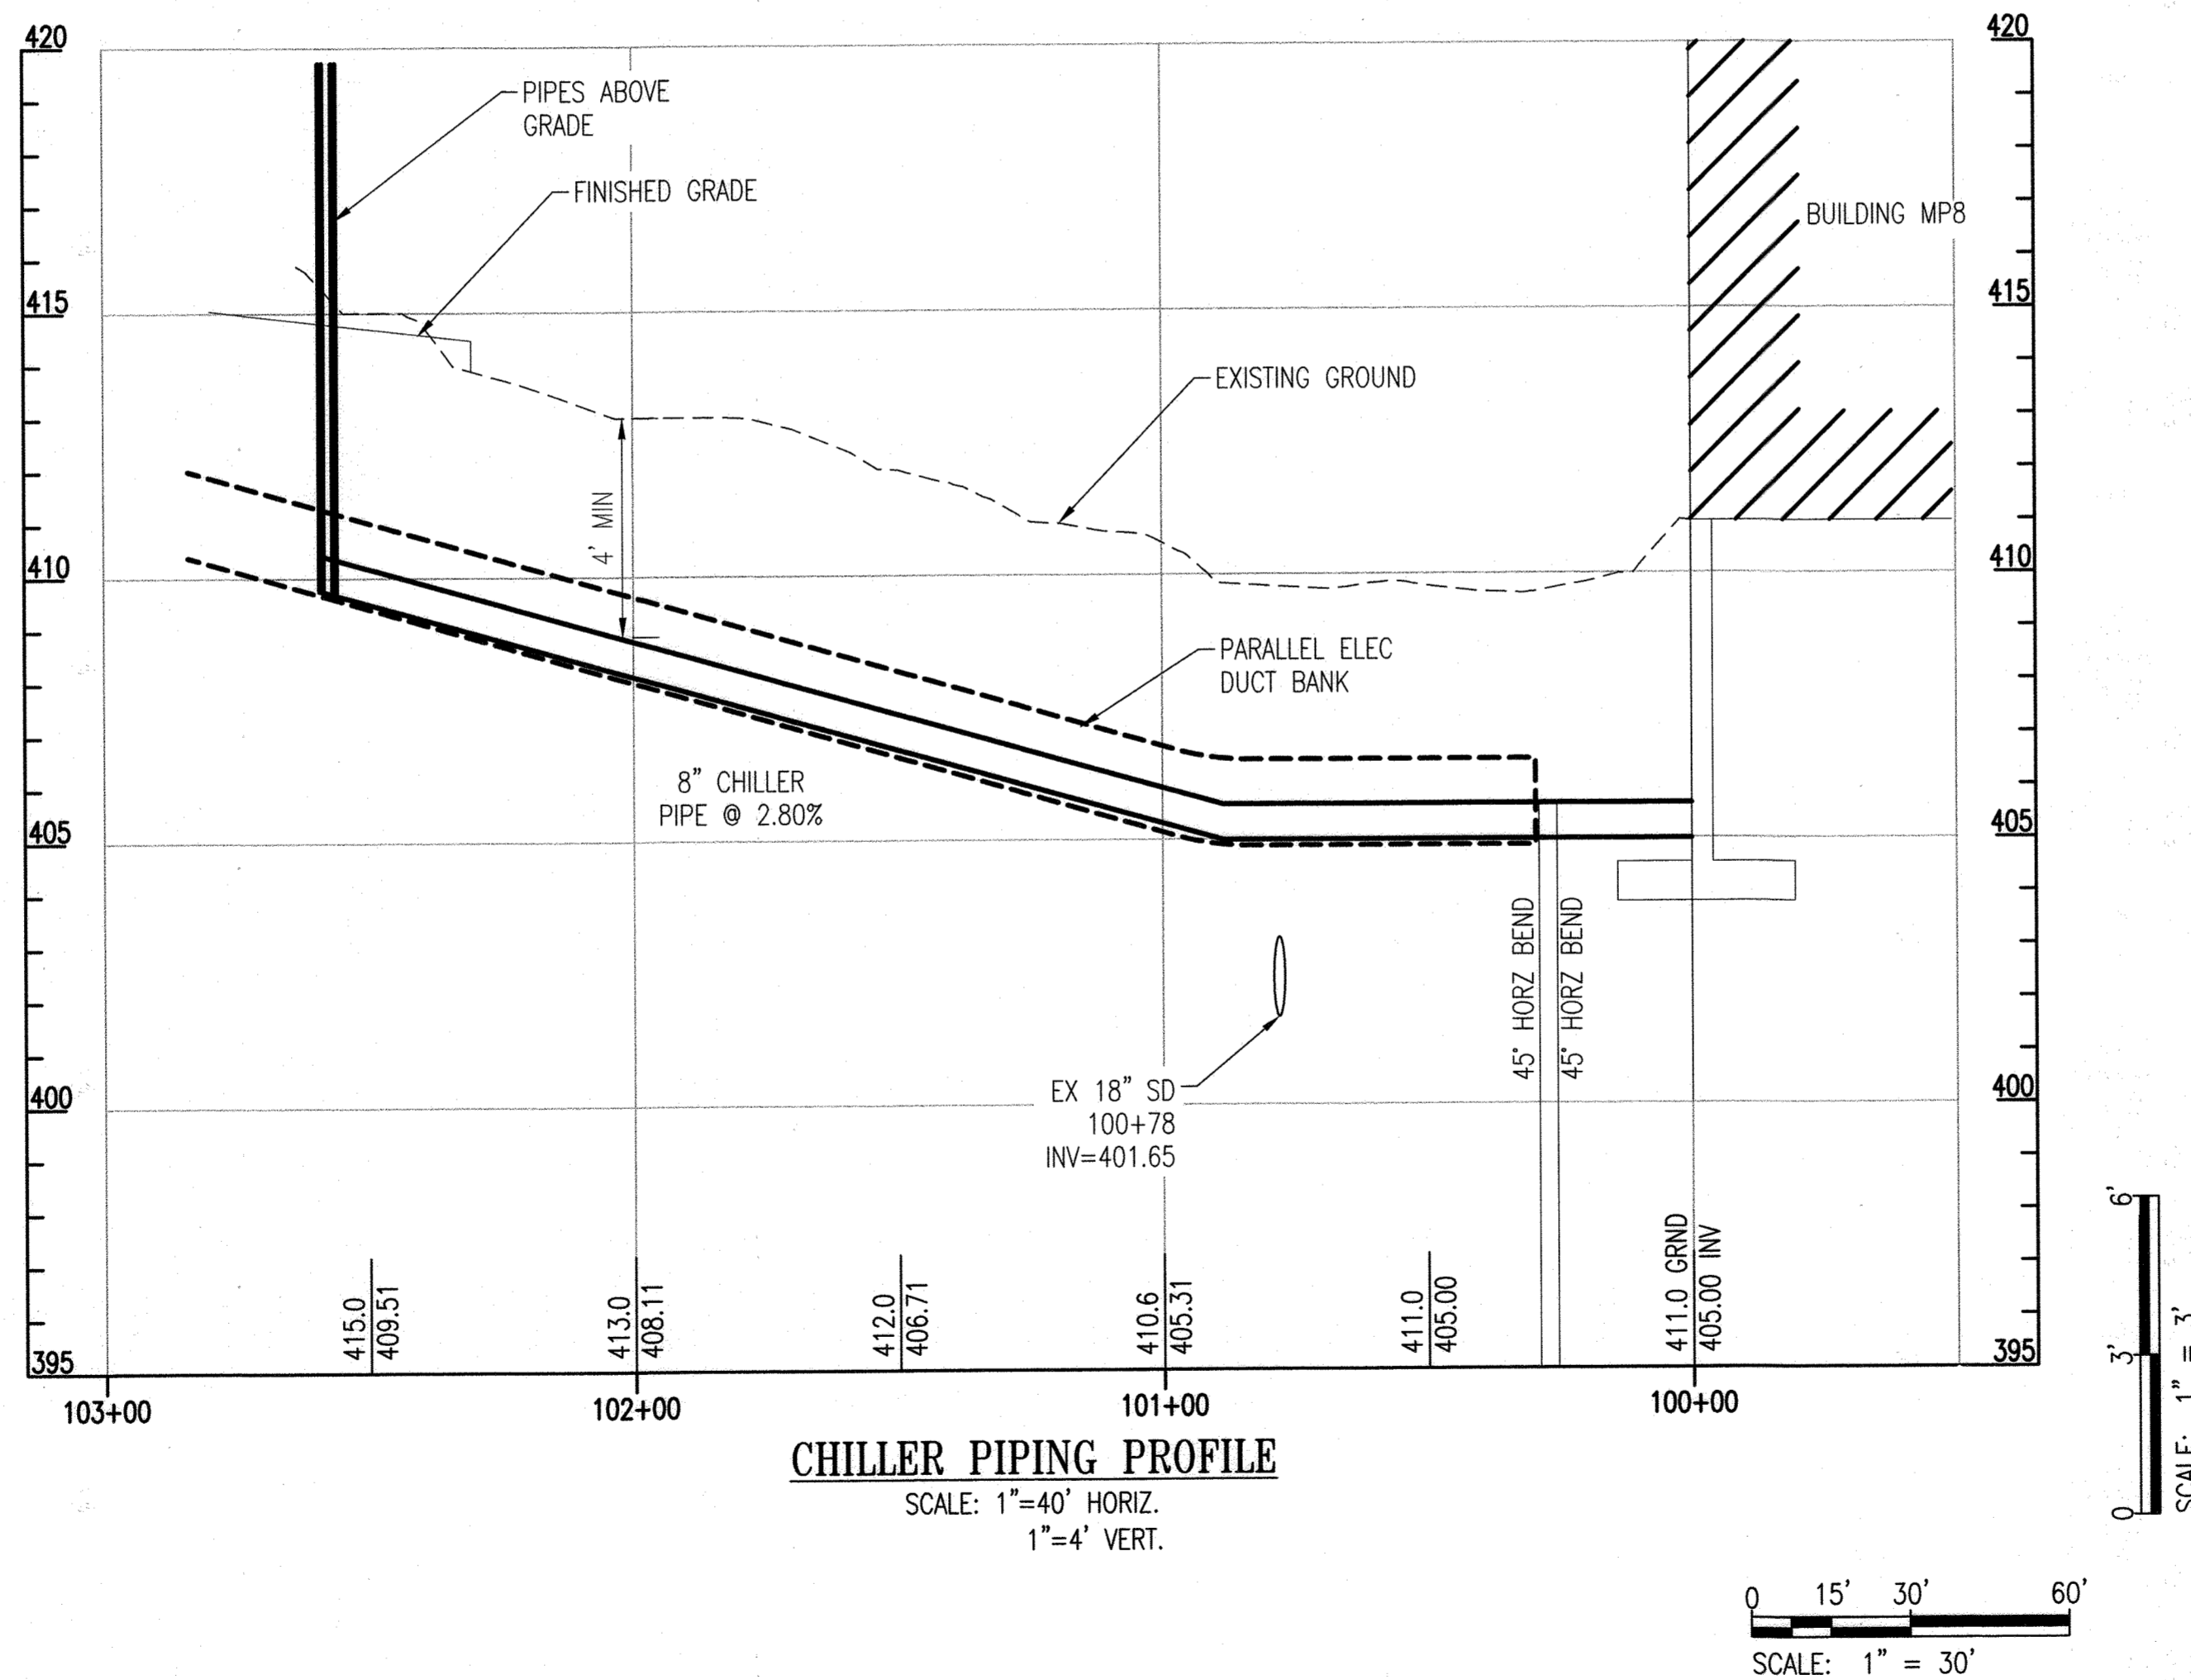 420
420
PIPES ABOVE
GRADE
FINISHED GRADE
BUILDING MP8
415
415
EXISTING GROUND
4' MIN
410
410
PARALLEL ELEC
DUCT BANK
8" CHILLER
PIPE @ 2.80%
405
405
45° HORZ BEND
45° HORZ BEND
EX 18" SD
100+78
INV=401.65
400
400
415.0
409.51
413.0
408.11
412.0
406.71
410.6
405.31
411.0
405.00
411.0 GRND
405.00 INV
395
395
103+00
102+00
101+00
100+00
CHILLER PIPING PROFILE
SCALE: 1"=40' HORIZ.
1"=4' VERT.
6'
3'
0
SCALE: 1" = 3'
0 15' 30' 60'
SCALE: 1" = 30'